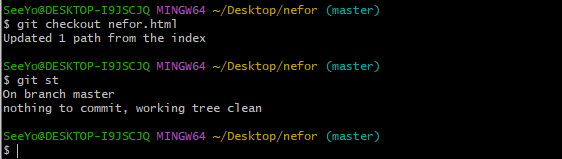 SeeYo@DESKTOP-I9JSCJQ MINGW64 ~/Desktop/nefor (master)
$ git checkout nefor.html
Updated 1 path from the index
SeeYo@DESKTOP-I9JSCJQ MINGW64 ~/Desktop/nefor (master)
$ git st
On branch master
nothing to commit, working tree clean
SeeYo@DESKTOP-I9JSCJQ MINGW64 ~/Desktop/nefor (master)
$